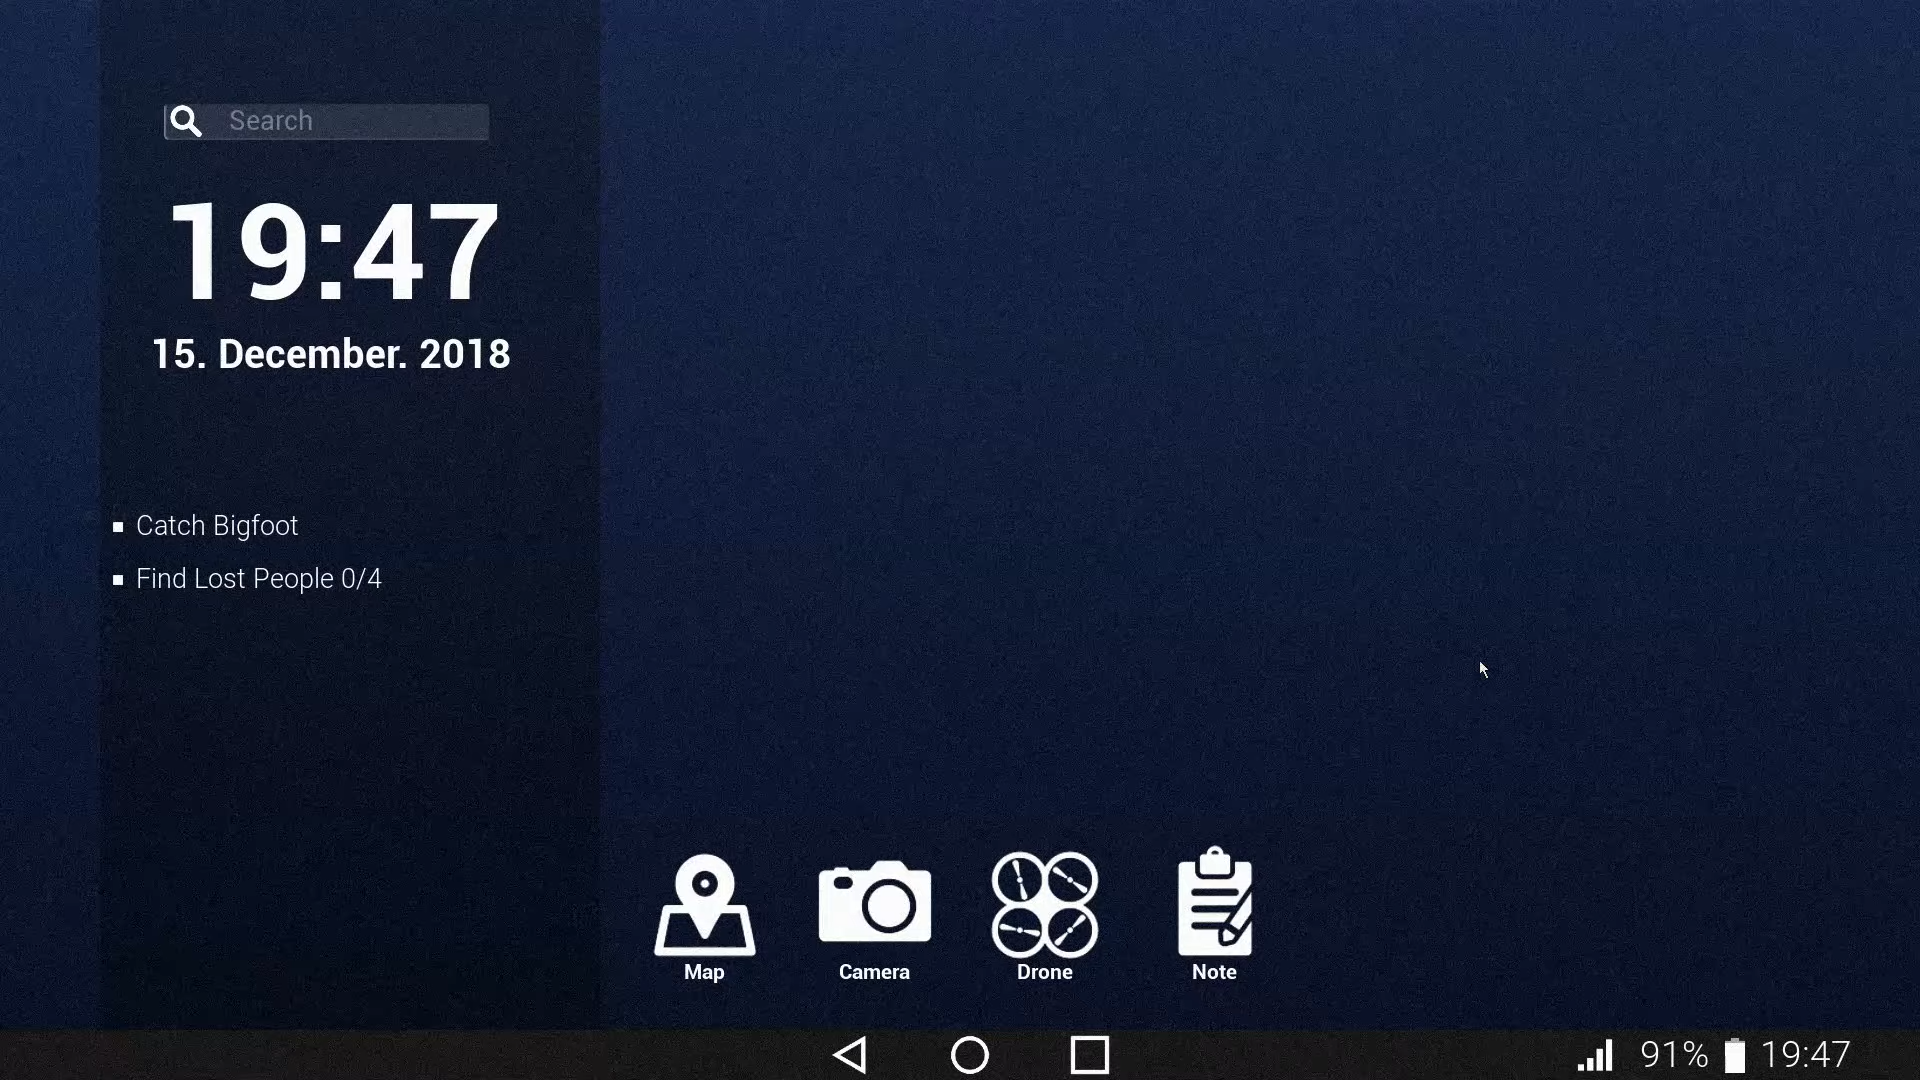 Search
19:47
15. December. 2018
▪ Catch Bigfoot
▪ Find Lost People 0/4
Map
Camera
Drone
Note
91%
19:47